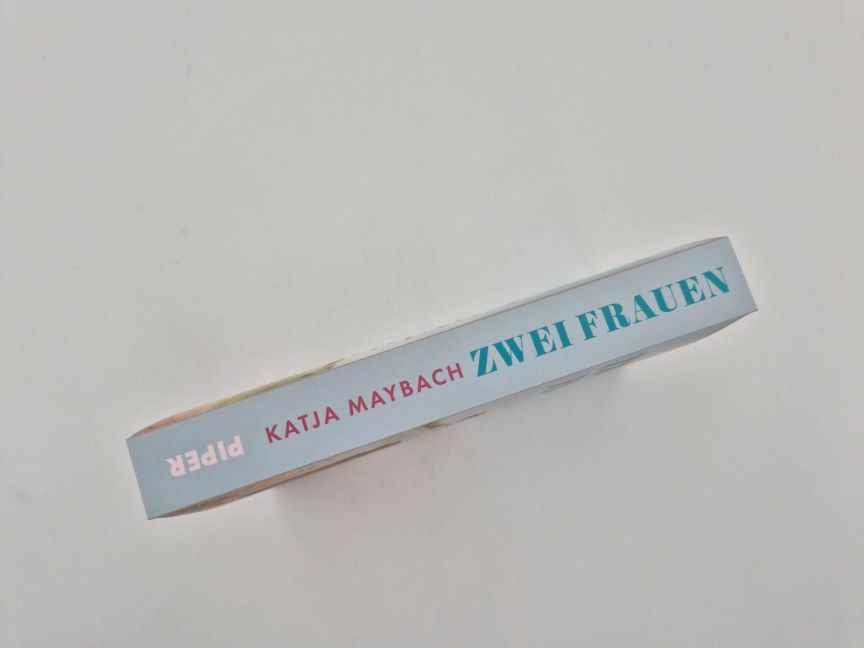 PIPER
KATJA MAYBACH
ZWEI FRAUEN